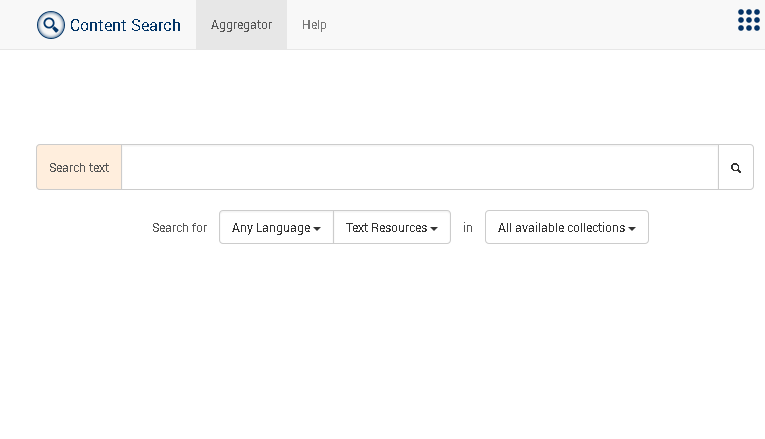 Content Search Aggregator Help
Search text
Search for Any Language Text Resources in All available collections